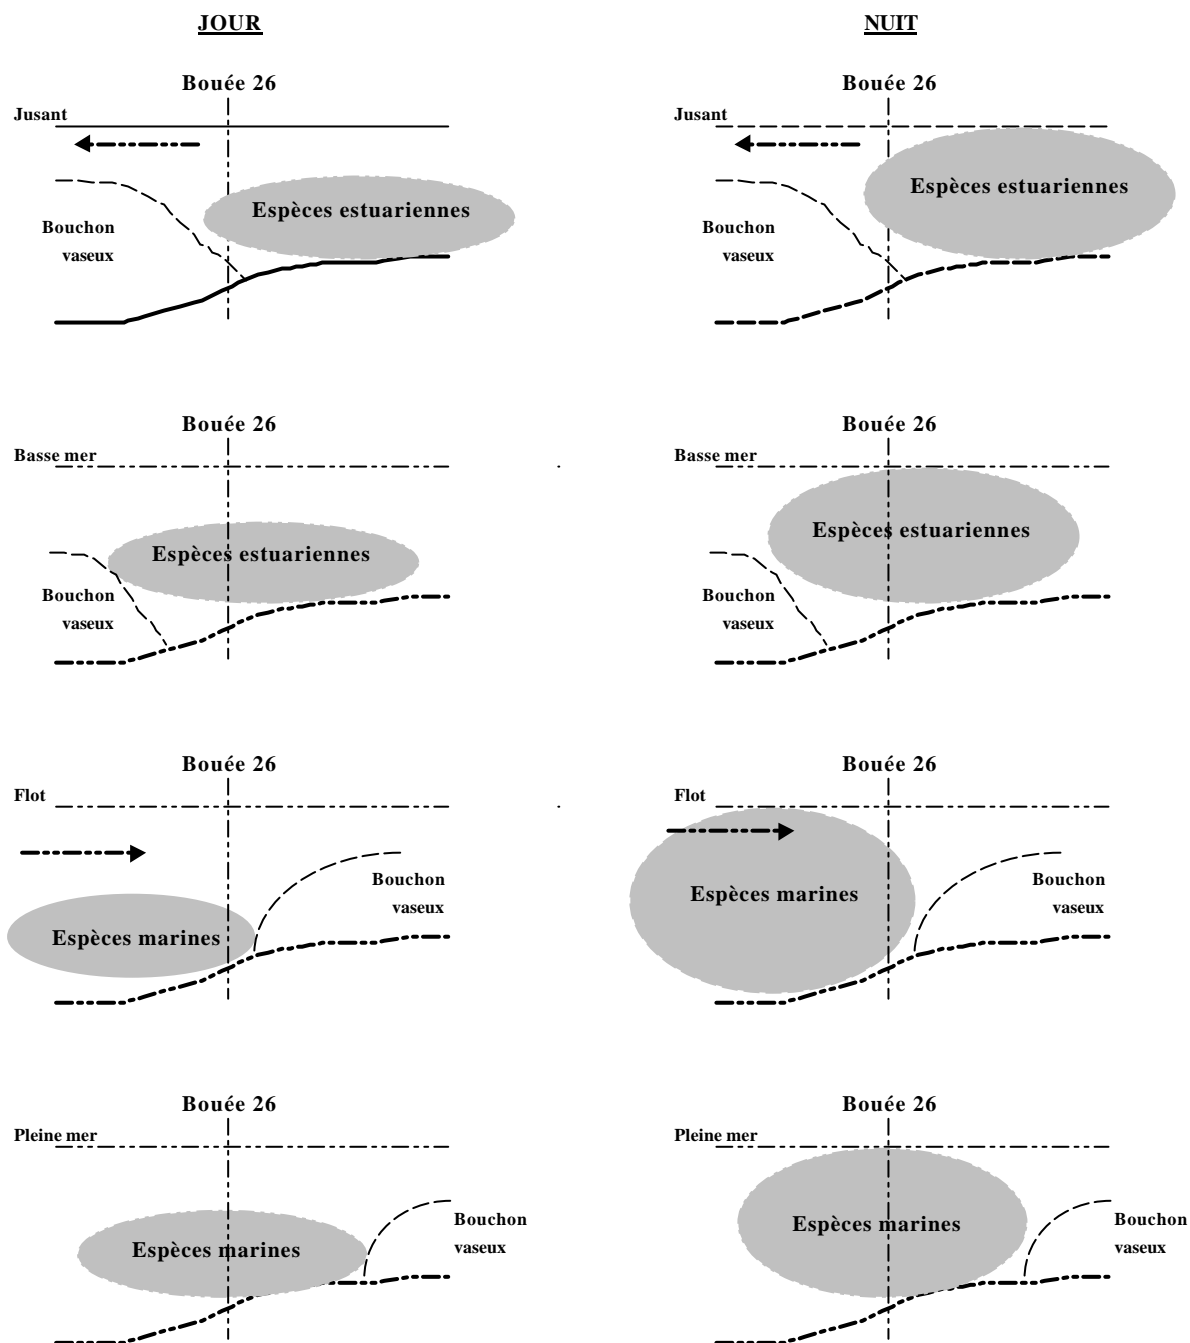 JOUR
NUIT
Bouée 26
Jusant
Espèces estuariennes
Bouchon
vaseux
Bouée 26
Jusant
Espèces estuariennes
Bouchon
vaseux
Bouée 26
Basse mer
Espèces estuariennes
Bouchon
vaseux
Bouée 26
Basse mer
Espèces estuariennes
Bouchon
vaseux
Bouée 26
Flot
Bouchon
vaseux
Espèces marines
Bouée 26
Flot
Espèces marines
Bouchon
vaseux
Bouée 26
Pleine mer
Espèces marines
Bouchon
vaseux
Bouée 26
Pleine mer
Espèces marines
Bouchon
vaseux